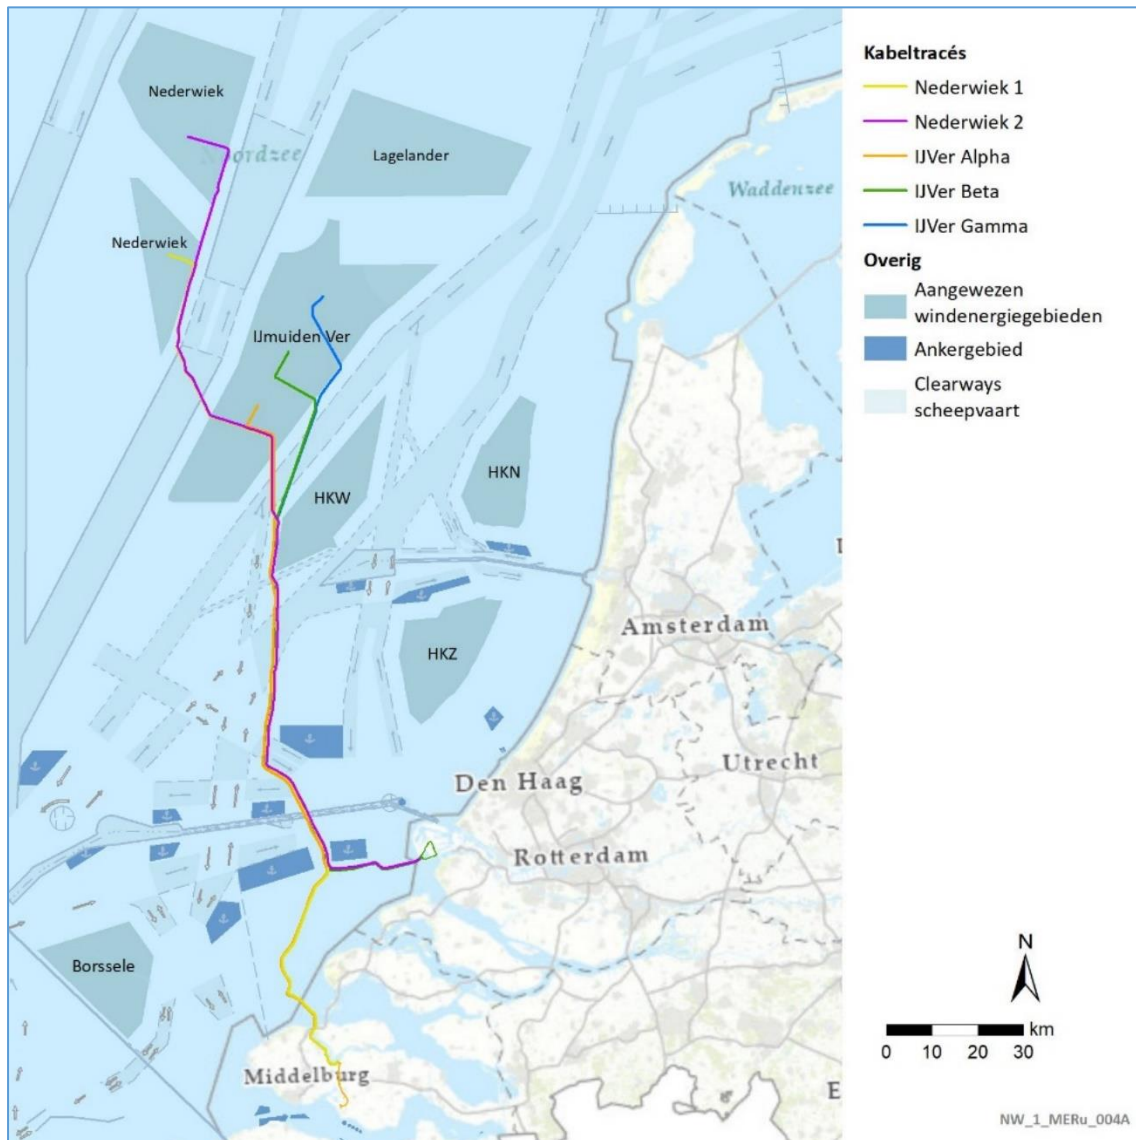 Nederwiek
Noordzee
Lagelander
Waddenzee
Nederwiek
IJmuiden Ver
HKN
HKW
Amsterdam
HKZ
Utrecht
Den Haag
Rotterdam
Borssele
Middelburg
Kabeltracés
Nederwiek 1
Nederwiek 2
IJVer Alpha
IJVer Beta
IJVer Gamma
Overig
Aangewezen
windenergiegebieden
Ankergebied
Clearways
scheepvaart
N
km
0 10 20 30
NW_1_MERu_004A